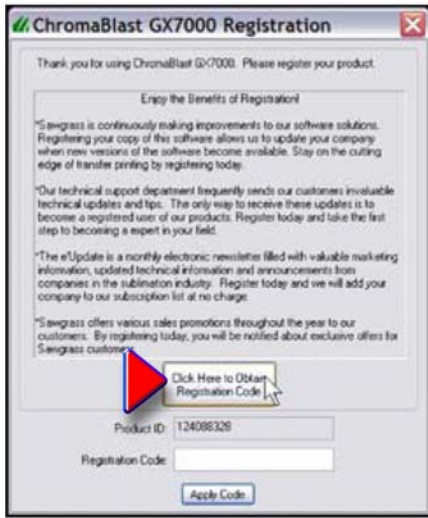 ChromaBlast GX7000 Registration
Thank you for using ChromaBlast GX7000. Please register your product.
Enjoy the Benefits of Registration!
*Sawgrass is continuously making improvements to our software solutions.
Registering your copy of this software allows us to update your company
when new versions of the software become available. Stay on the cutting
edge of transfer printing by registering today.
*Our technical support department frequently sends our customers invaluable
technical updates and tips. The only way to receive these updates is to
become a registered user of our products. Register today and take the first
step to becoming a expert in your field.
*The e'Update is a monthly electronic newsletter filled with valuable marketing
information, updated technical information and announcements from
companies in the sublimation industry. Register today and we will add your
company to our subscription list at no charge.
*Sawgrass offers various sales promotions throughout the year to our
customers. By registering today, you will be notified about exclusive offers for
Sawgrass customers.
Click Here to Obtain
Registration Code
Product ID: 124088328
Registration Code:
Apply Code